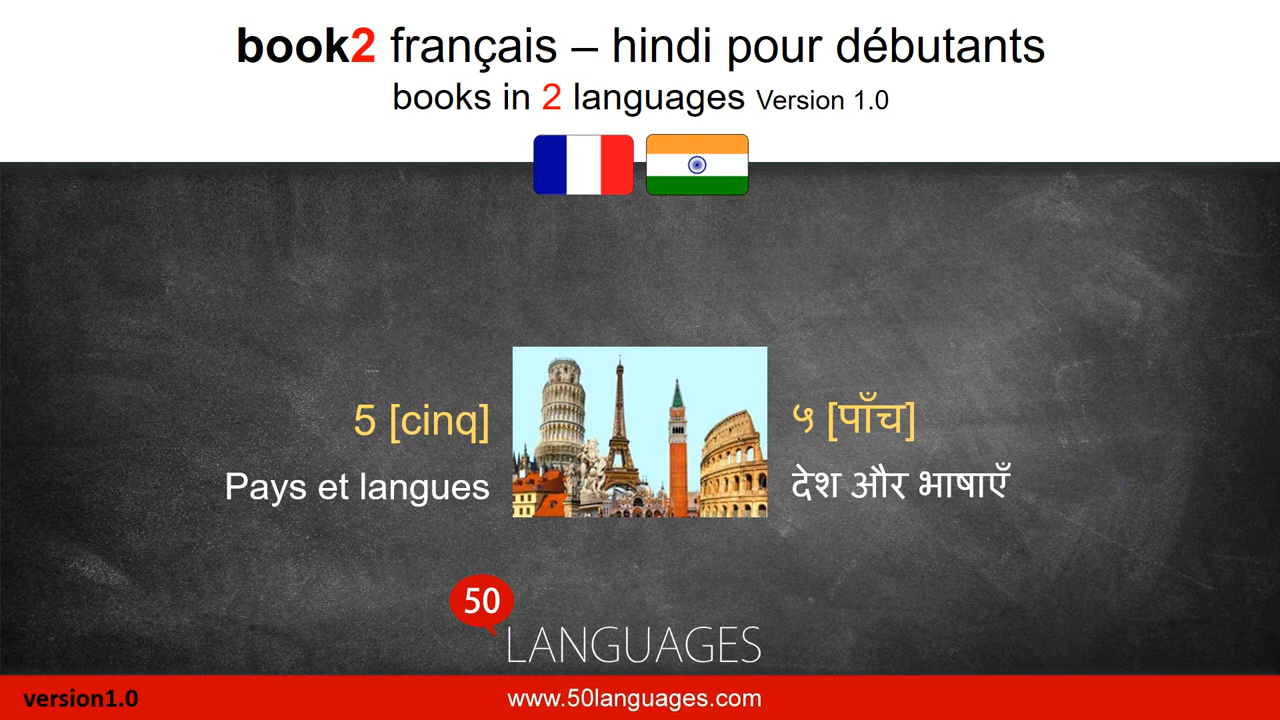 book2 français – hindi pour débutants
books in 2 languages Version 1.0
5 [cinq]
Pays et langues
५ [पाँच]
देश और भाषाएँ
50
LANGUAGES
version1.0
www.50languages.com